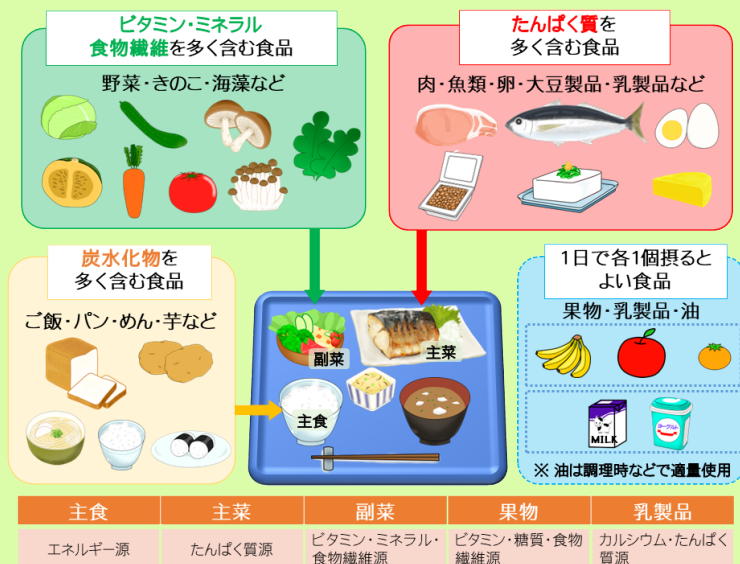 ビタミン・ミネラル
食物繊維を多く含む食品
野菜・きのこ・海藻など
たんぱく質を
多く含む食品
肉・魚類・卵・大豆製品・乳製品など
炭水化物を
多く含む食品
ご飯・パン・めん・芋など
副菜
主菜
主食
1日で各1個摂ると
よい食品
果物・乳製品・油
MILK
ヨーグルト
※ 油は調理時などで適量使用
主食 主菜 副菜 果物 乳製品
エネルギー源
たんぱく質源
ビタミン・ミネラル・
食物繊維源
ビタミン・糖質・食物
繊維源
カルシウム・たんぱく
質源